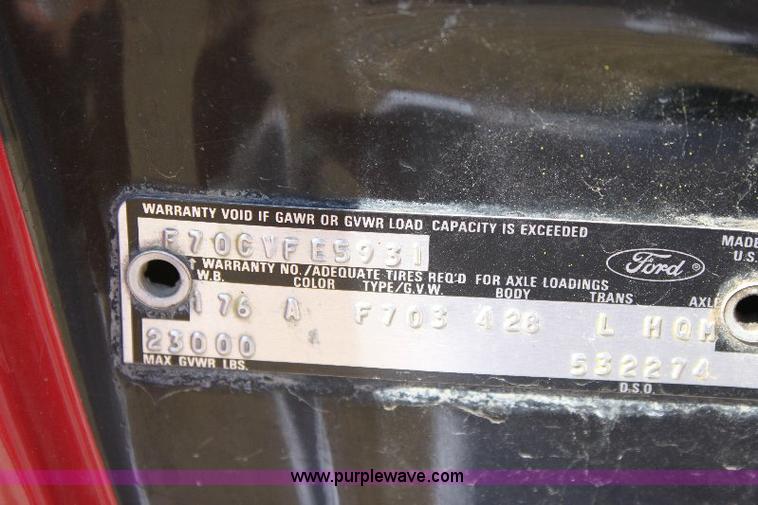 WARRANTY VOID IF GAWR OR GVWR LOAD CAPACITY IS EXCEEDED
F70CVFE5931
Ford
MADE
U.S.
↑ WARRANTY NO./ADEQUATE TIRES REQ'D FOR AXLE LOADINGS
W.B. COLOR TYPE/G.V.W. BODY TRANS AXLE
176 A F703 426 L HQM
23000 532274
MAX GVWR LBS. D.S.O.
www.purplewave.com